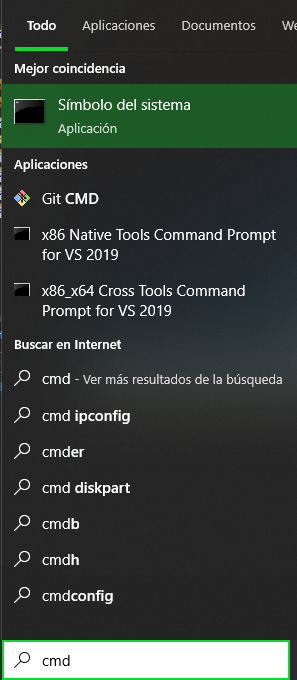 Todo Aplicaciones Documentos We
Mejor coincidencia
Símbolo del sistema
Aplicación
Aplicaciones
Git CMD
x86 Native Tools Command Prompt
for VS 2019
x86_x64 Cross Tools Command
Prompt for VS 2019
Buscar en Internet
cmd - Ver más resultados de la búsqueda
cmd ipconfig
cmder
cmd diskpart
cmdb
cmdh
cmdconfig
cmd